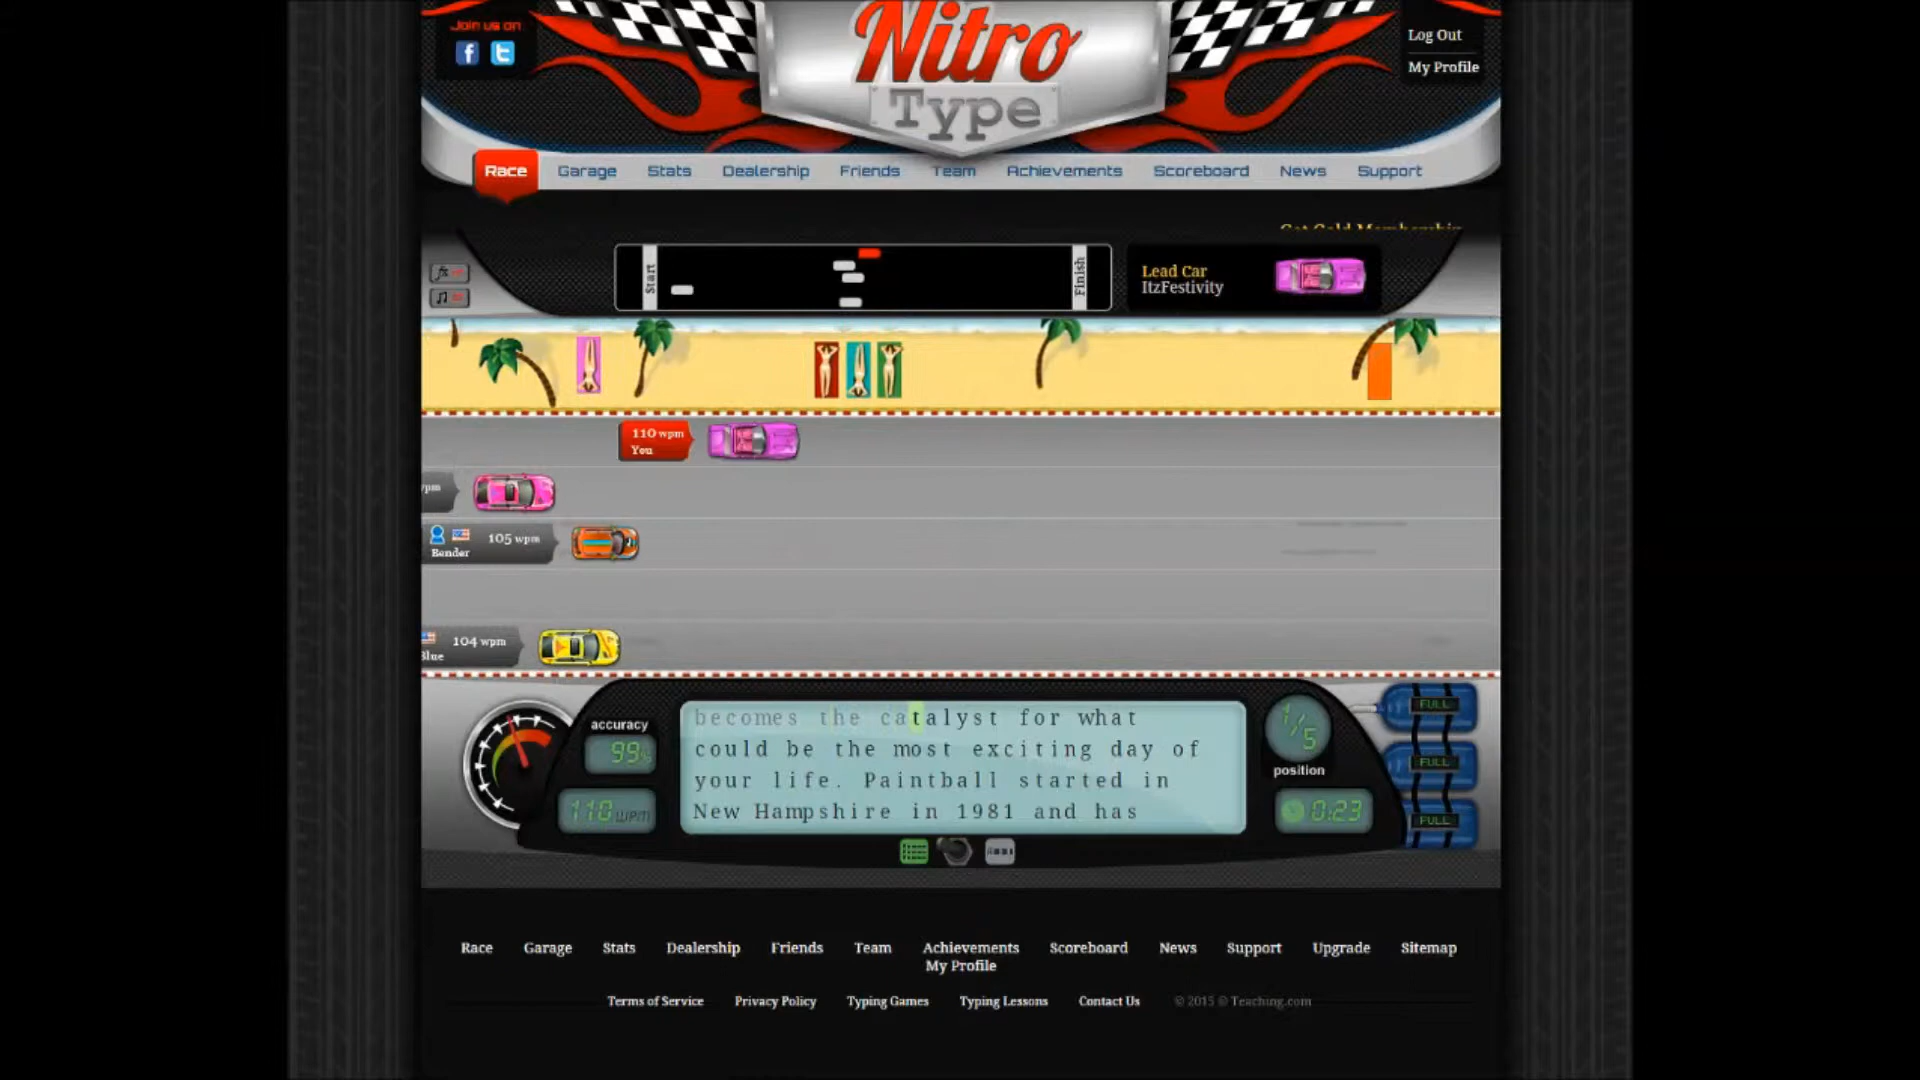 Join us on
Nitro
Type
Log Out
My Profile
Race Garage Stats Dealership Friends Team Achievements Scoreboard News Support
Get Gold Membership
Start
Finish
Lead Car
ItzFestivity
110 wpm
You
wpm
105 wpm
Bender
104 wpm
Blue
accuracy
99%
110 WPM
becomes the catalyst for what
could be the most exciting day of
your life. Paintball started in
New Hampshire in 1981 and has
1/5
position
0:23
FULL
FULL
FULL
Race Garage Stats Dealership Friends Team Achievements Scoreboard News Support Upgrade Sitemap
My Profile
Terms of Service Privacy Policy Typing Games Typing Lessons Contact Us © 2015 © Teaching.com